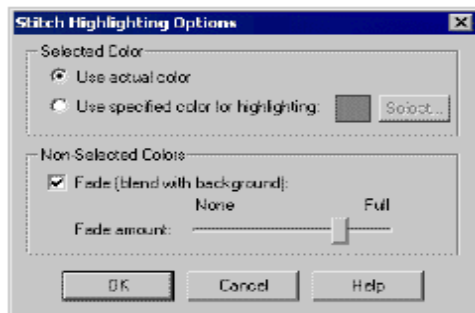 Stitch Highlighting Options
Selected Color
Use actual color
Use specified color for highlighting: Select...
Non-Selected Colors
Fade (blend with background):
None Full
Fade amount:
OK Cancel Help